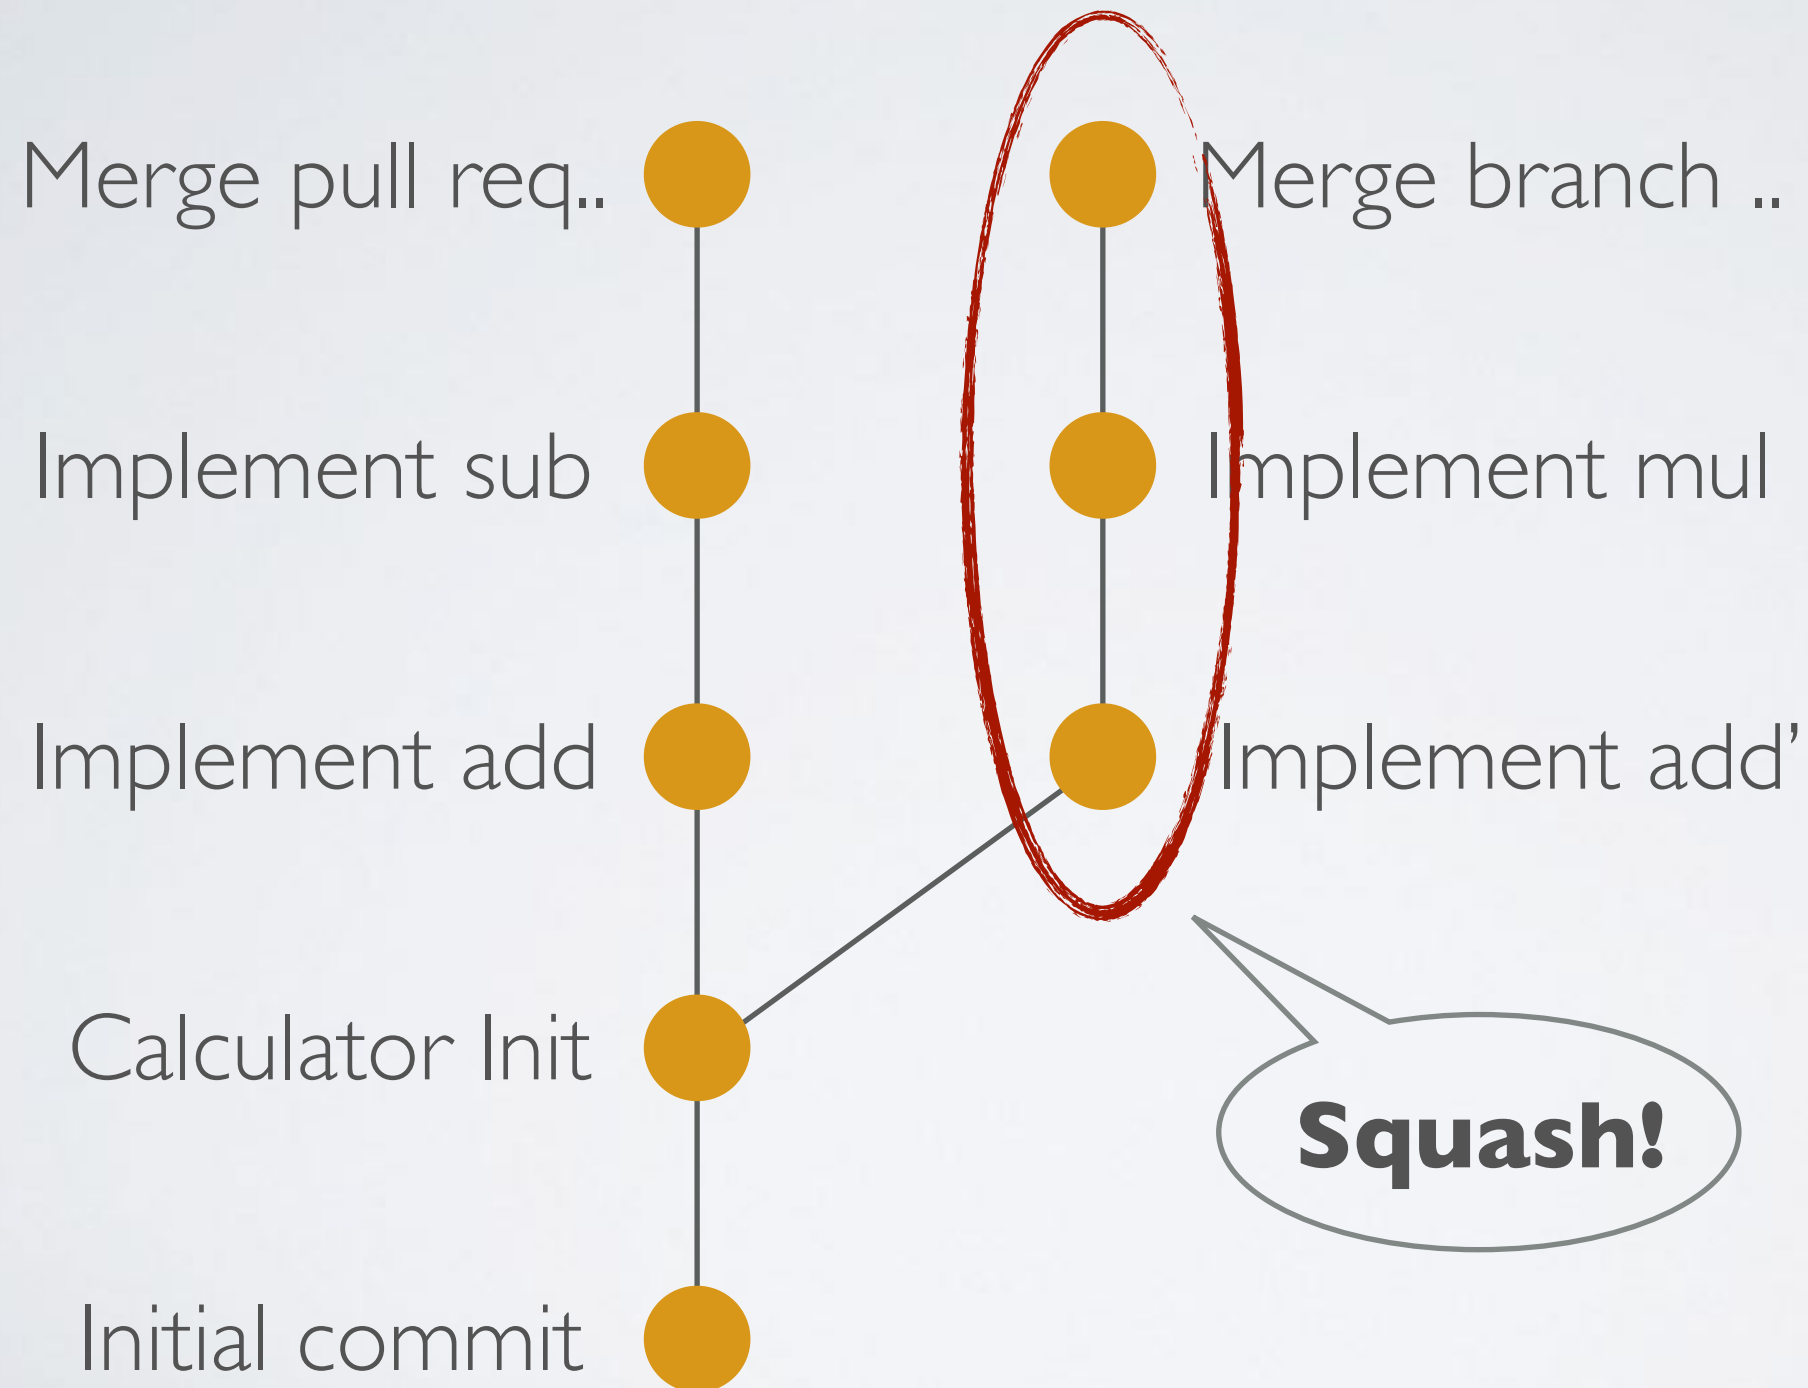 Merge pull req..
Merge branch ..
Implement sub
Implement mul
Implement add
Implement add’
Calculator Init
Squash!
Initial commit